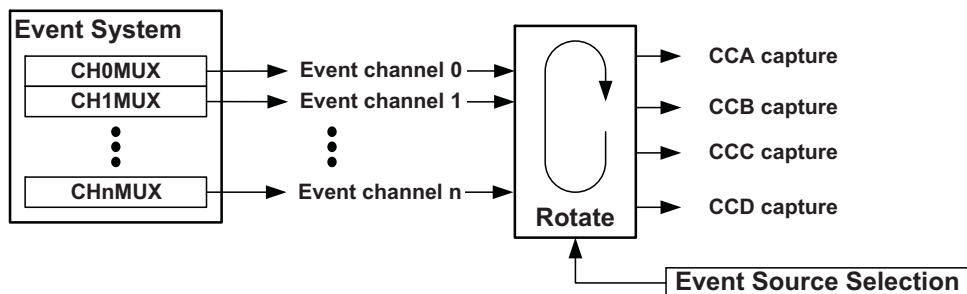 Event System
CH0MUX
Event channel 0
CH1MUX
Event channel 1
CHnMUX
Event channel n
Rotate
CCA capture
CCB capture
CCC capture
CCD capture
Event Source Selection